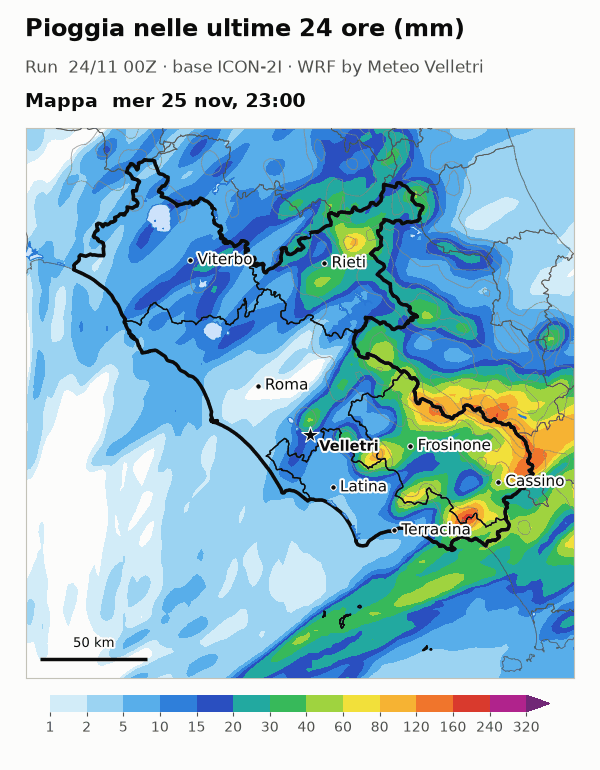 Pioggia nelle ultime 24 ore (mm)
Run  24/11 00Z · base ICON-2I · WRF by Meteo Velletri
Mappa  mer 25 nov, 23:00
Viterbo
Rieti
Roma
Velletri
Frosinone
Latina
Cassino
Terracina
50 km
1 2 5 10 15 20 30 40 60 80 120 160 240 320